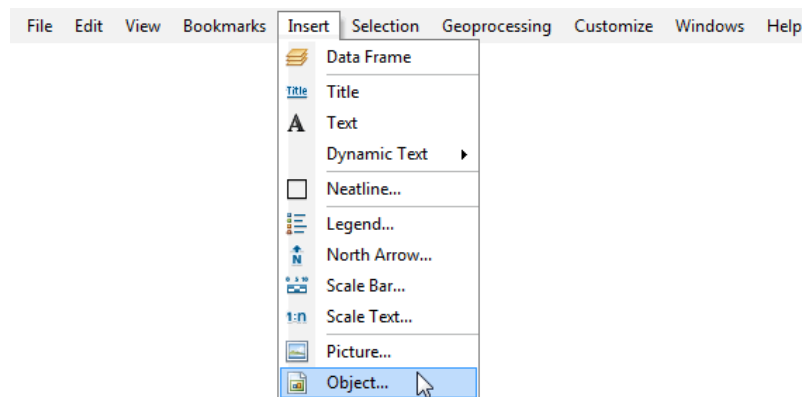 File Edit View Bookmarks Insert Selection Geoprocessing Customize Windows Help
Data Frame
Title Title
A Text
Dynamic Text
Neatline...
Legend...
N North Arrow...
Scale Bar...
1:n Scale Text...
Picture...
Object...